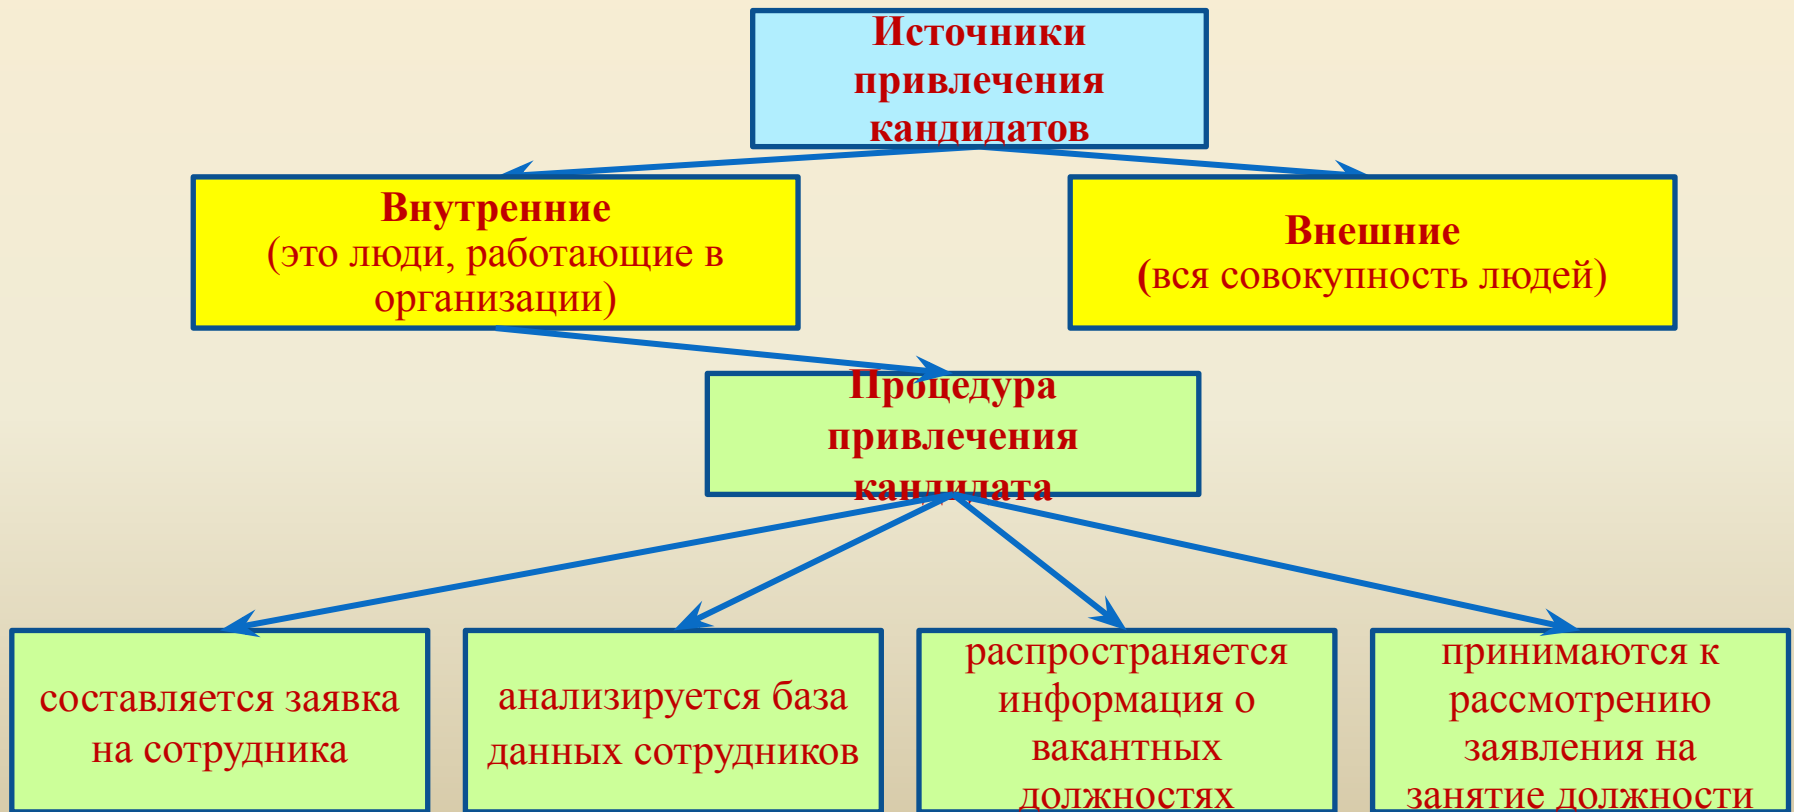 Источники
привлечения
кандидатов
Внутренние
(это люди, работающие в
организации)
Внешние
(вся совокупность людей)
Процедура
привлечения
кандидата
составляется заявка
на сотрудника
анализируется база
данных сотрудников
распространяется
информация о
вакантных
должностях
принимаются к
рассмотрению
заявления на
занятие должности